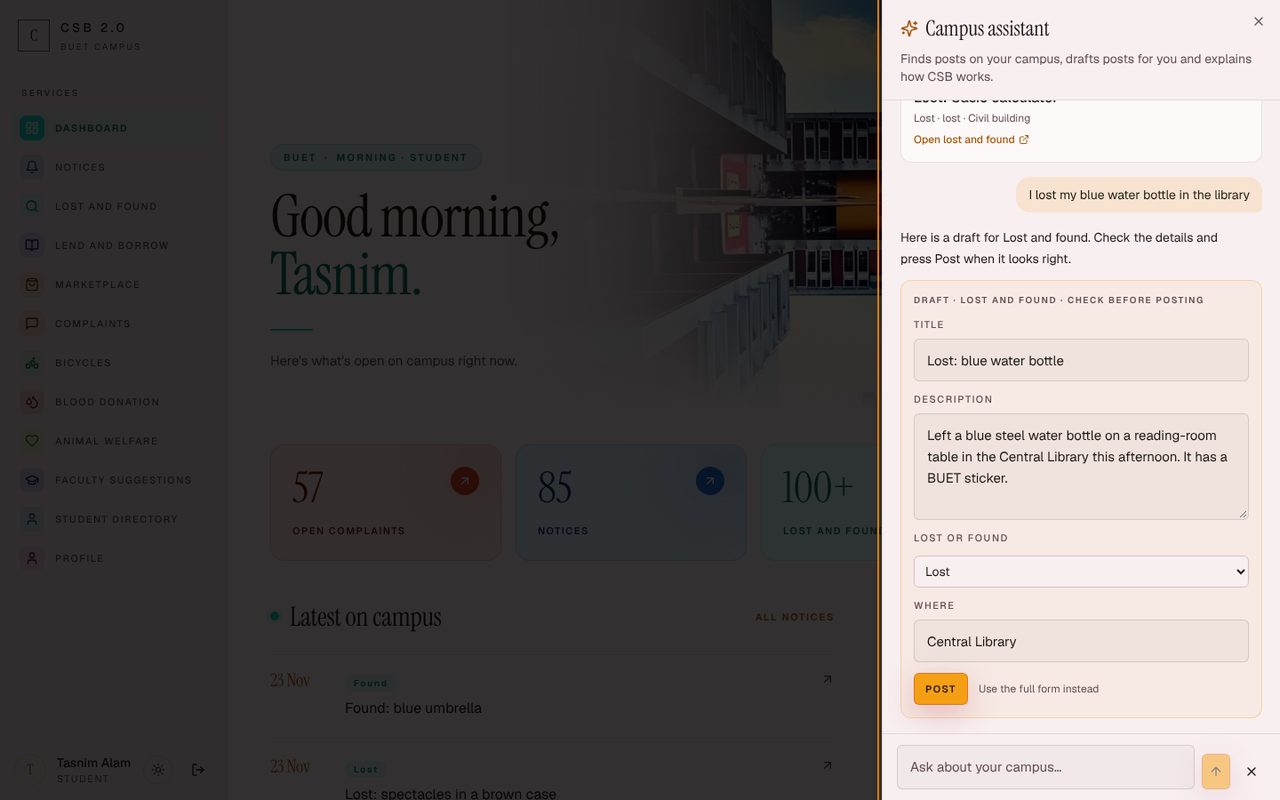 C
CSB 2.0
BUET CAMPUS
SERVICES
DASHBOARD
NOTICES
LOST AND FOUND
LEND AND BORROW
MARKETPLACE
COMPLAINTS
BICYCLES
BLOOD DONATION
ANIMAL WELFARE
FACULTY SUGGESTIONS
STUDENT DIRECTORY
PROFILE
T
Tasnim Alam
STUDENT
BUET · MORNING · STUDENT
Good morning,
Tasnim.
Here's what's open on campus right now.
57
OPEN COMPLAINTS
85
NOTICES
100+
LOST AND FOUND
Latest on campus
ALL NOTICES
23 Nov
Found
Found: blue umbrella
23 Nov
Lost
Lost: spectacles in a brown case
Campus assistant
Finds posts on your campus, drafts posts for you and explains
how CSB works.
Lost: Casio calculator
Lost · lost · Civil building
Open lost and found
I lost my blue water bottle in the library
Here is a draft for Lost and found. Check the details and
press Post when it looks right.
DRAFT · LOST AND FOUND · CHECK BEFORE POSTING
TITLE
Lost: blue water bottle
DESCRIPTION
Left a blue steel water bottle on a reading-room
table in the Central Library this afternoon. It has a
BUET sticker.
LOST OR FOUND
Lost
WHERE
Central Library
POST
Use the full form instead
Ask about your campus...